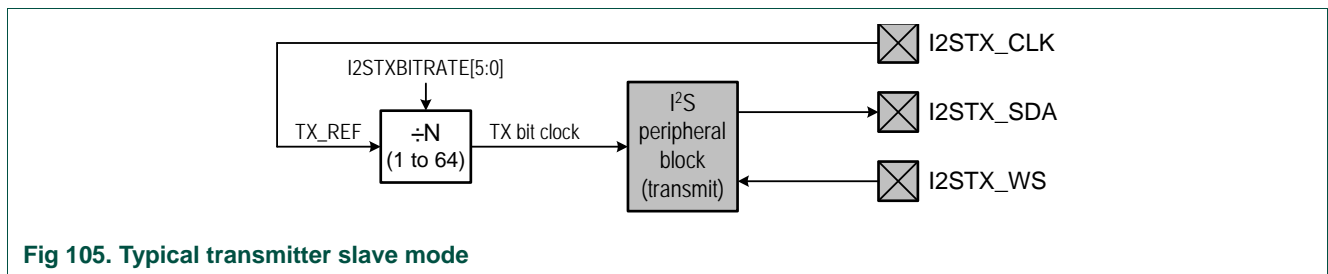 I2STX_CLK
I2STXBITRATE[5:0]
TX_REF
÷N
(1 to 64)
TX bit clock
I²S
peripheral
block
(transmit)
I2STX_SDA
I2STX_WS
Fig 105. Typical transmitter slave mode